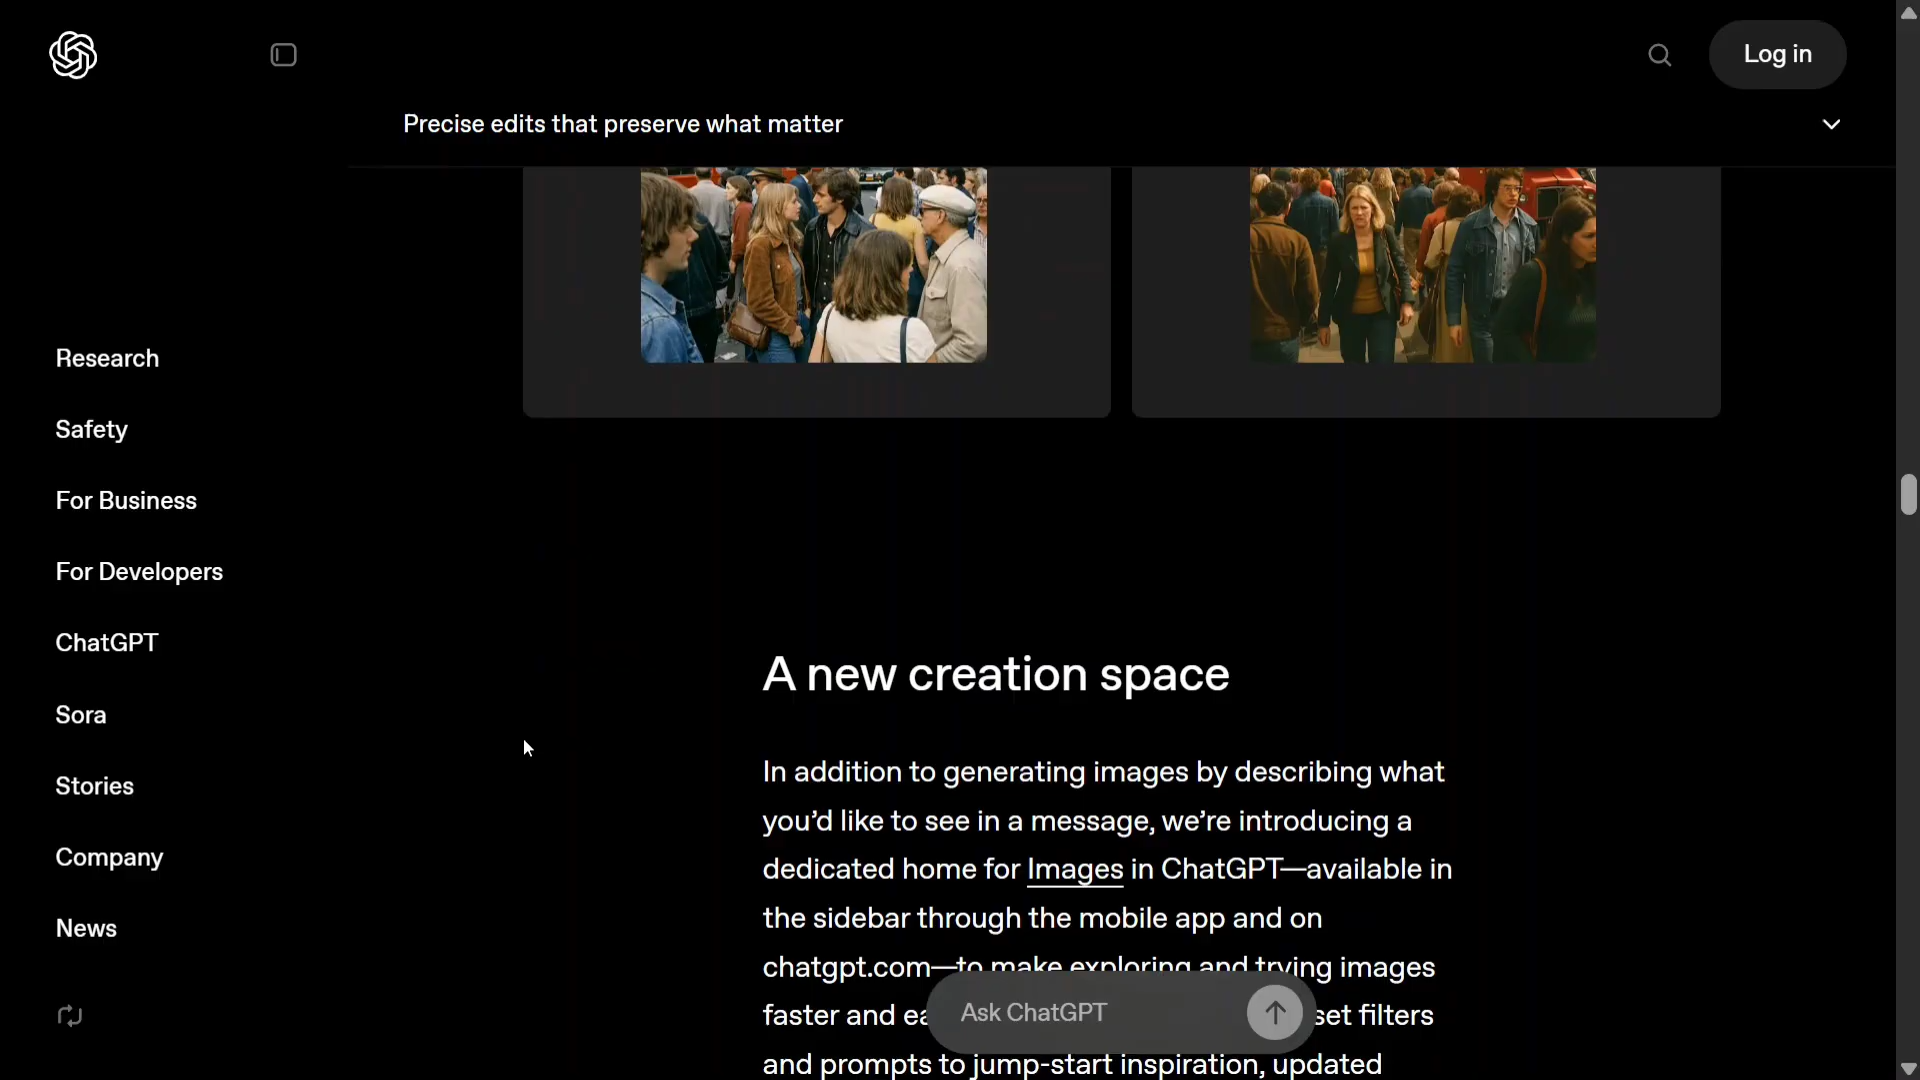 Log in
Precise edits that preserve what matter
Research
Safety
For Business
For Developers
ChatGPT
Sora
Stories
Company
News
A new creation space
In addition to generating images by describing what
you’d like to see in a message, we’re introducing a
dedicated home for Images in ChatGPT—available in
the sidebar through the mobile app and on
chatgpt.com—to make exploring and trying images
faster and set filters
and prompts to jump-start inspiration, updated
Ask ChatGPT